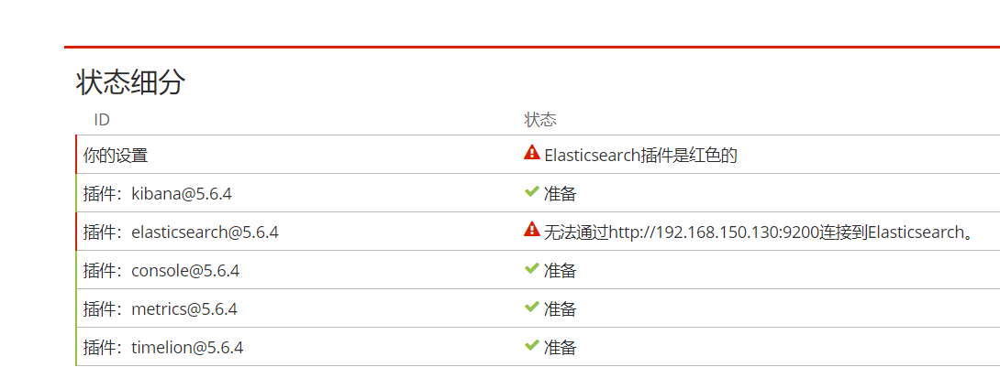 状态细分
ID 状态
你的设置 Elasticsearch插件是红色的
插件：kibana@5.6.4 准备
插件：elasticsearch@5.6.4 无法通过http://192.168.150.130:9200连接到Elasticsearch。
插件：console@5.6.4 准备
插件：metrics@5.6.4 准备
插件：timelion@5.6.4 准备